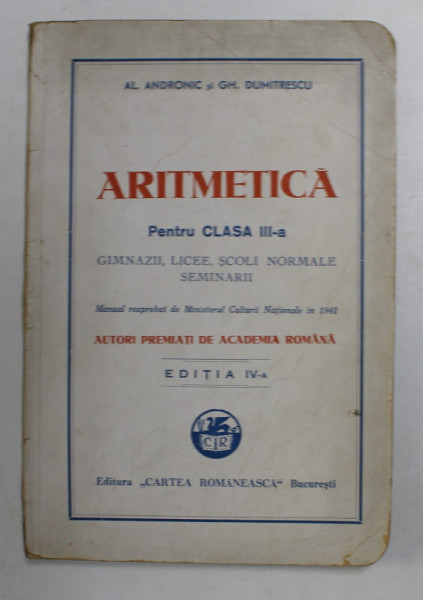 AL. ANDRONIC și GH. DUMITRESCU
ARITMETICĂ
Pentru CLASA III-a
GIMNAZII, LICEE, ȘCOLI NORMALE
SEMINARII
Manual reaprobat de Ministerul Culturii Naționale în 1941
AUTORI PREMIAȚI DE ACADEMIA ROMÂNĂ
EDIȚIA IV-A
CR
Editura „CARTEA ROMÂNEASCĂ" București